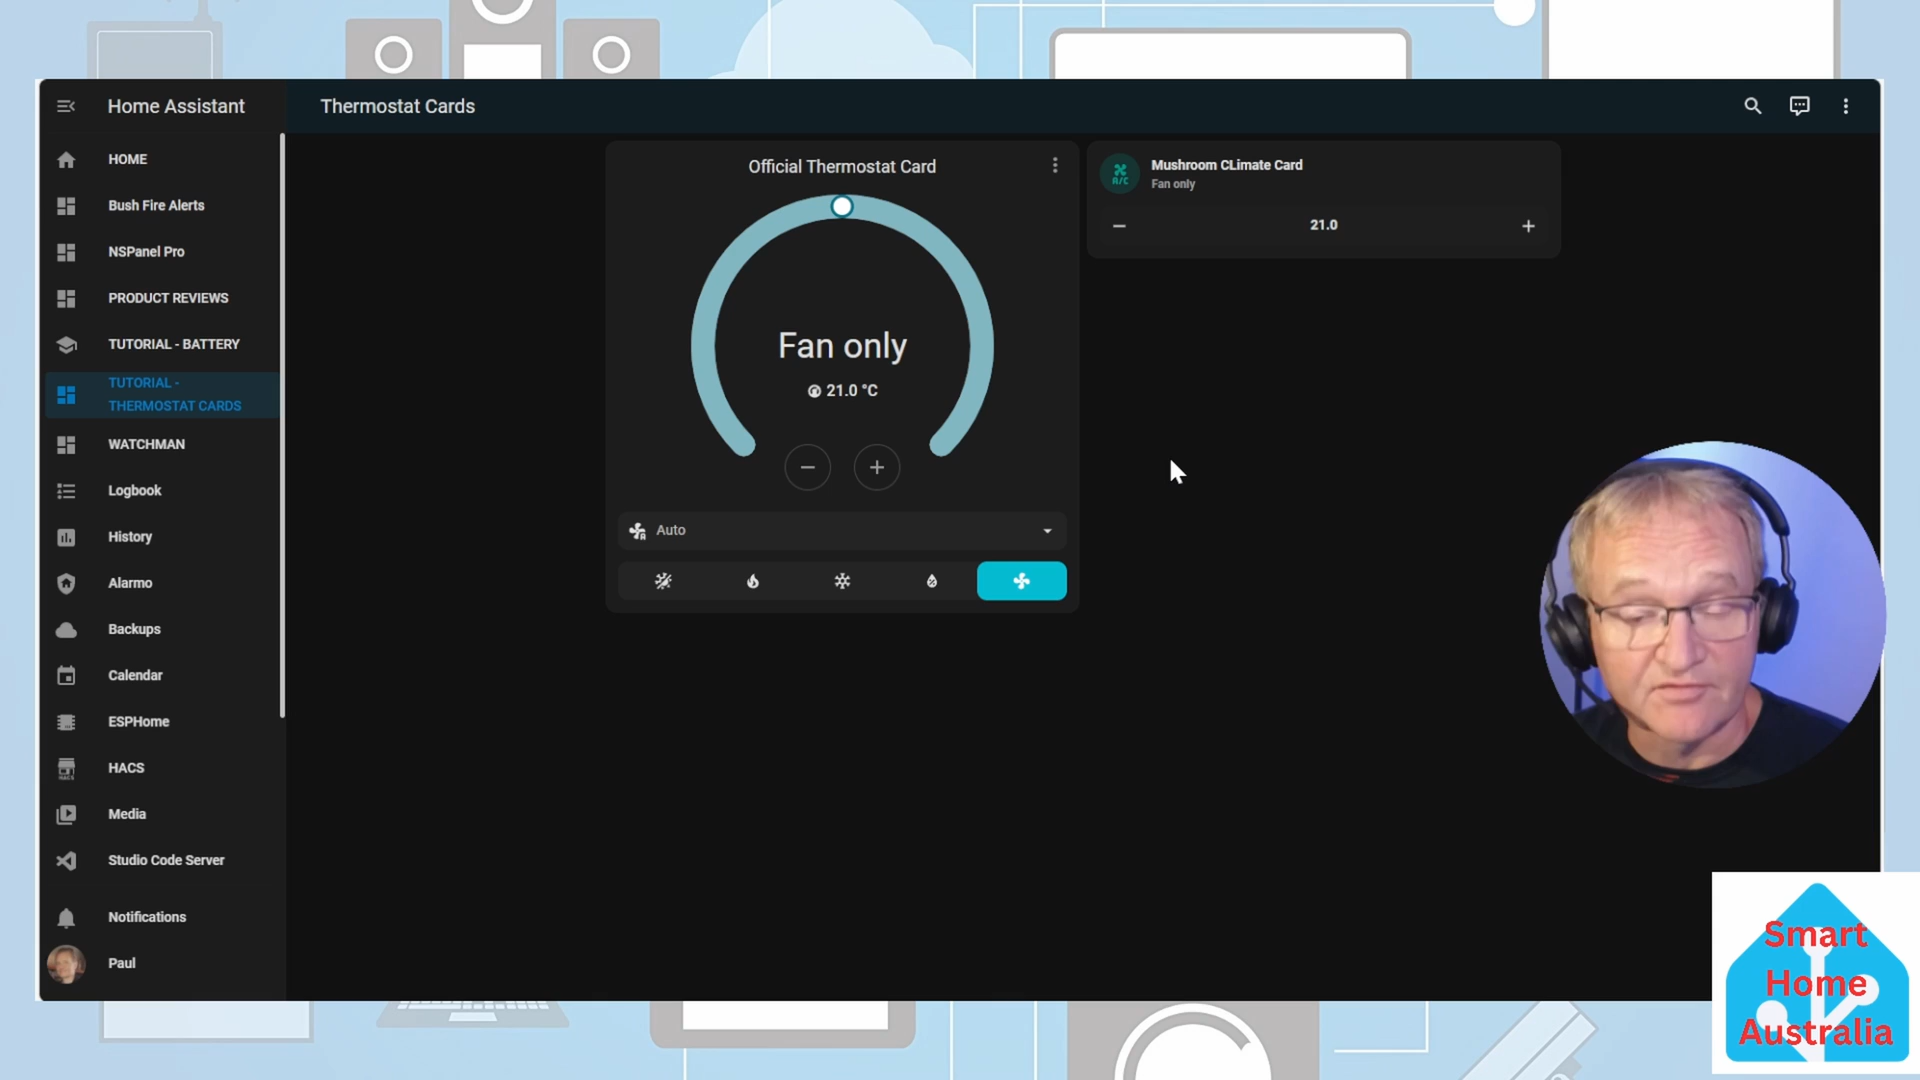 Home Assistant
Thermostat Cards
HOME
Bush Fire Alerts
NSPanel Pro
PRODUCT REVIEWS
TUTORIAL - BATTERY
TUTORIAL -
THERMOSTAT CARDS
WATCHMAN
Logbook
History
Alarmo
Backups
Calendar
ESPHome
HACS
HACS
Media
Studio Code Server
Notifications
Paul
Official Thermostat Card
Fan only
21.0 °C
Auto
Mushroom CLimate Card
Fan only
A/C
21.0
Smart
Home
Australia